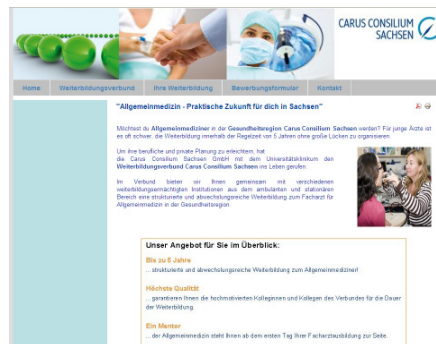 CARUS CONSILIUM
SACHSEN
Home Weiterbildungsverbund Ihre Weiterbildung Bewerbungsformular Kontakt
"Allgemeinmedizin - Praktische Zukunft für dich in Sachsen"
Möchtest du Allgemeinmediziner in der Gesundheitsregion Carus Consilium Sachsen werden? Für junge Ärzte ist
es oft schwer, die Weiterbildung innerhalb der Regelzeit von 5 Jahren ohne große Lücken zu organisieren.
Um ihre berufliche und private Planung zu erleichtern, hat
die Carus Consilium Sachsen GmbH mit dem Universitätsklinikum den
Weiterbildungsverbund Carus Consilium Sachsen ins Leben gerufen.
Im Verbund bieten wir Ihnen gemeinsam mit verschiedenen
weiterbildungsermächtigten Institutionen aus dem ambulanten und stationären
Bereich eine strukturierte und abwechslungsreiche Weiterbildung zum Facharzt für
Allgemeinmedizin in der Gesundheitsregion.
Unser Angebot für Sie im Überblick:
Bis zu 5 Jahre
... strukturierte und abwechslungsreiche Weiterbildung zum Allgemeinmediziner!
Höchste Qualität
... garantieren Ihnen die hochmotivierten Kolleginnen und Kollegen des Verbundes für die Dauer
der Weiterbildung.
Ein Mentor
... der Allgemeinmedizin steht Ihnen ab dem ersten Tag Ihrer Facharztausbildung zur Seite.